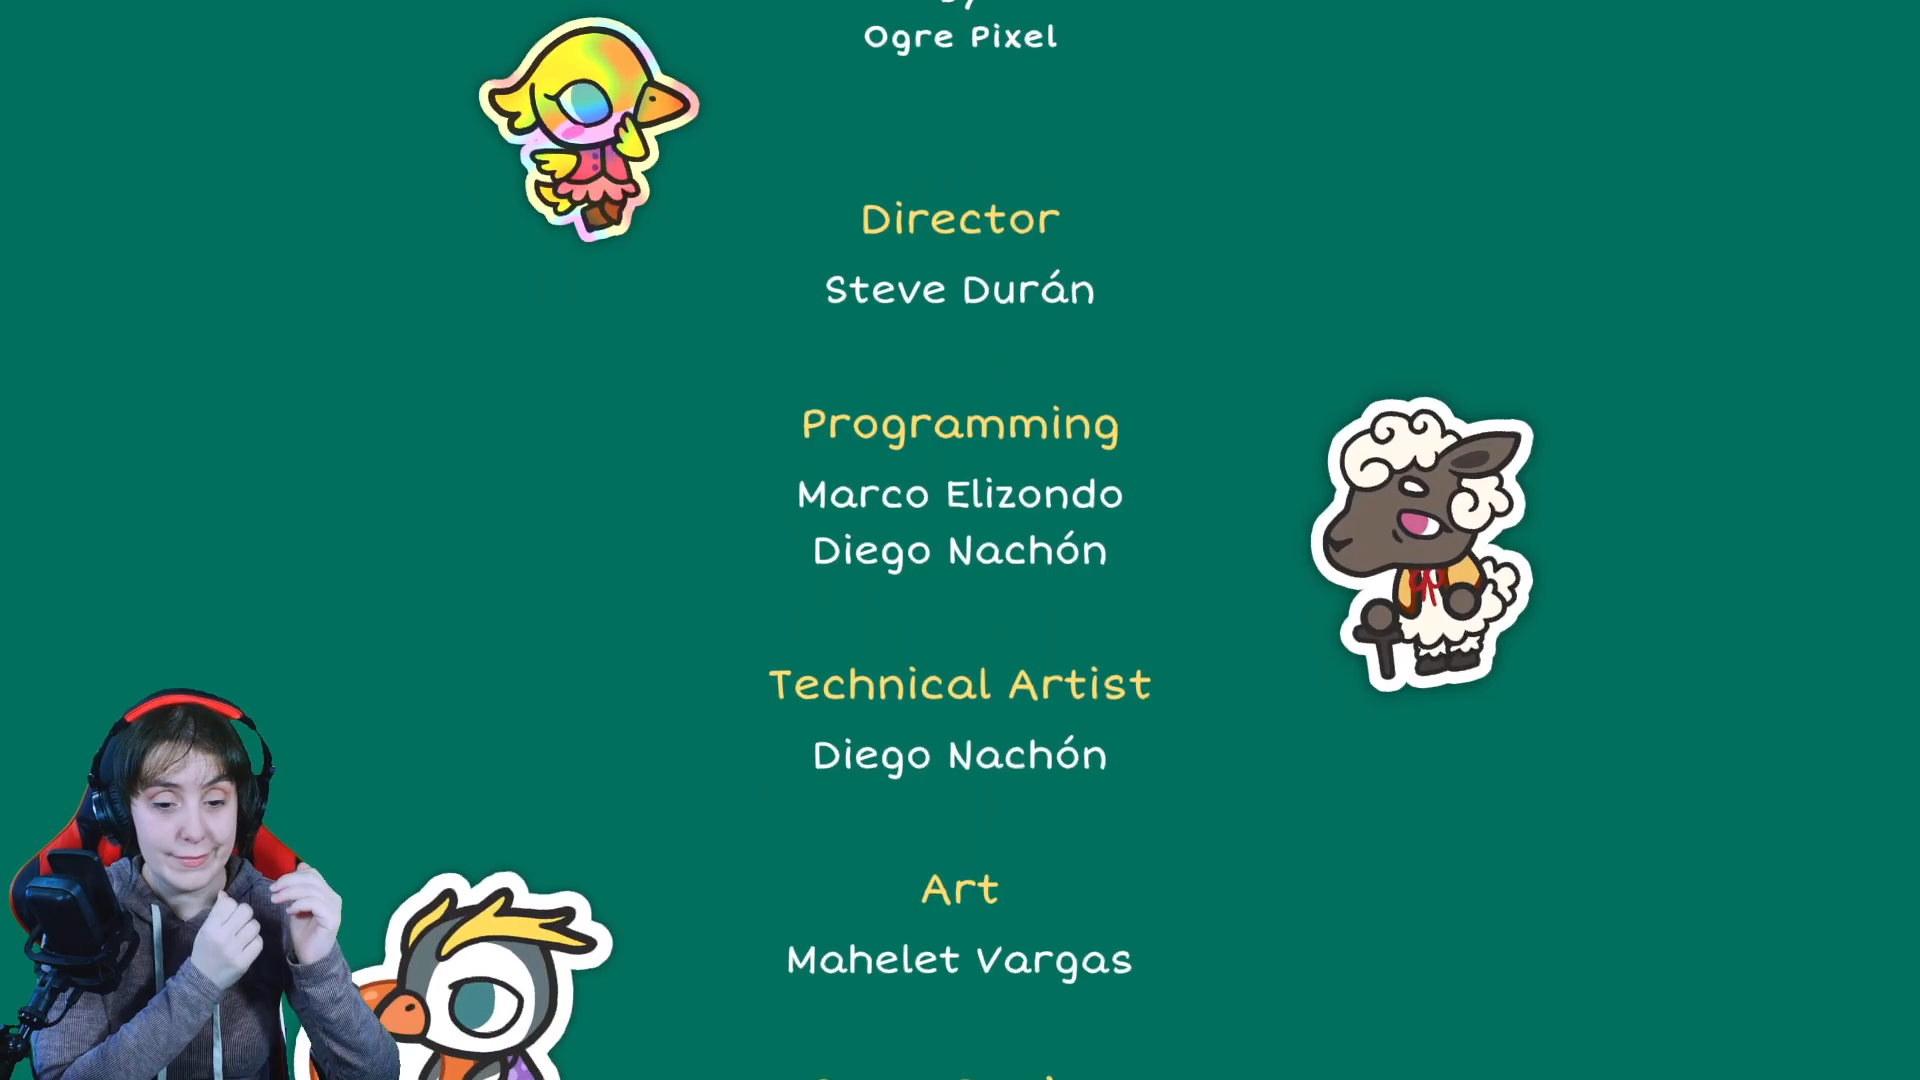 Ogre Pixel
Director
Steve Durán
Programming
Marco Elizondo
Diego Nachón
Technical Artist
Diego Nachón
Art
Mahelet Vargas